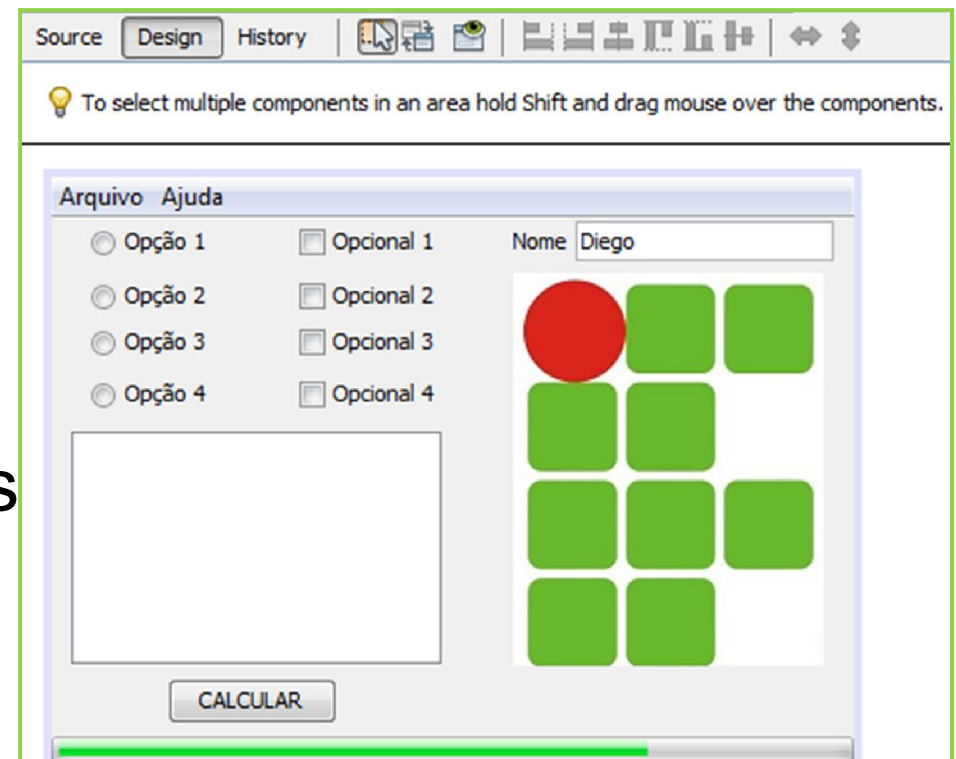 Source Design History
To select multiple components in an area hold Shift and drag mouse over the components.
Arquivo Ajuda
Opção 1 Opcional 1 Nome Diego
Opção 2 Opcional 2
Opção 3 Opcional 3
Opção 4 Opcional 4
s
CALCULAR